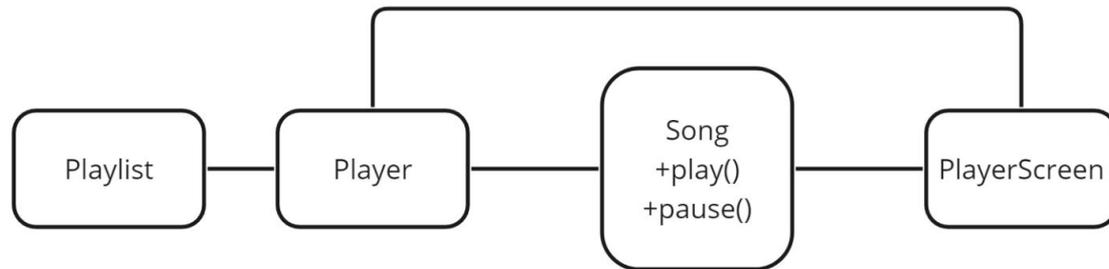 Playlist
Player
Song
+play()
+pause()
PlayerScreen